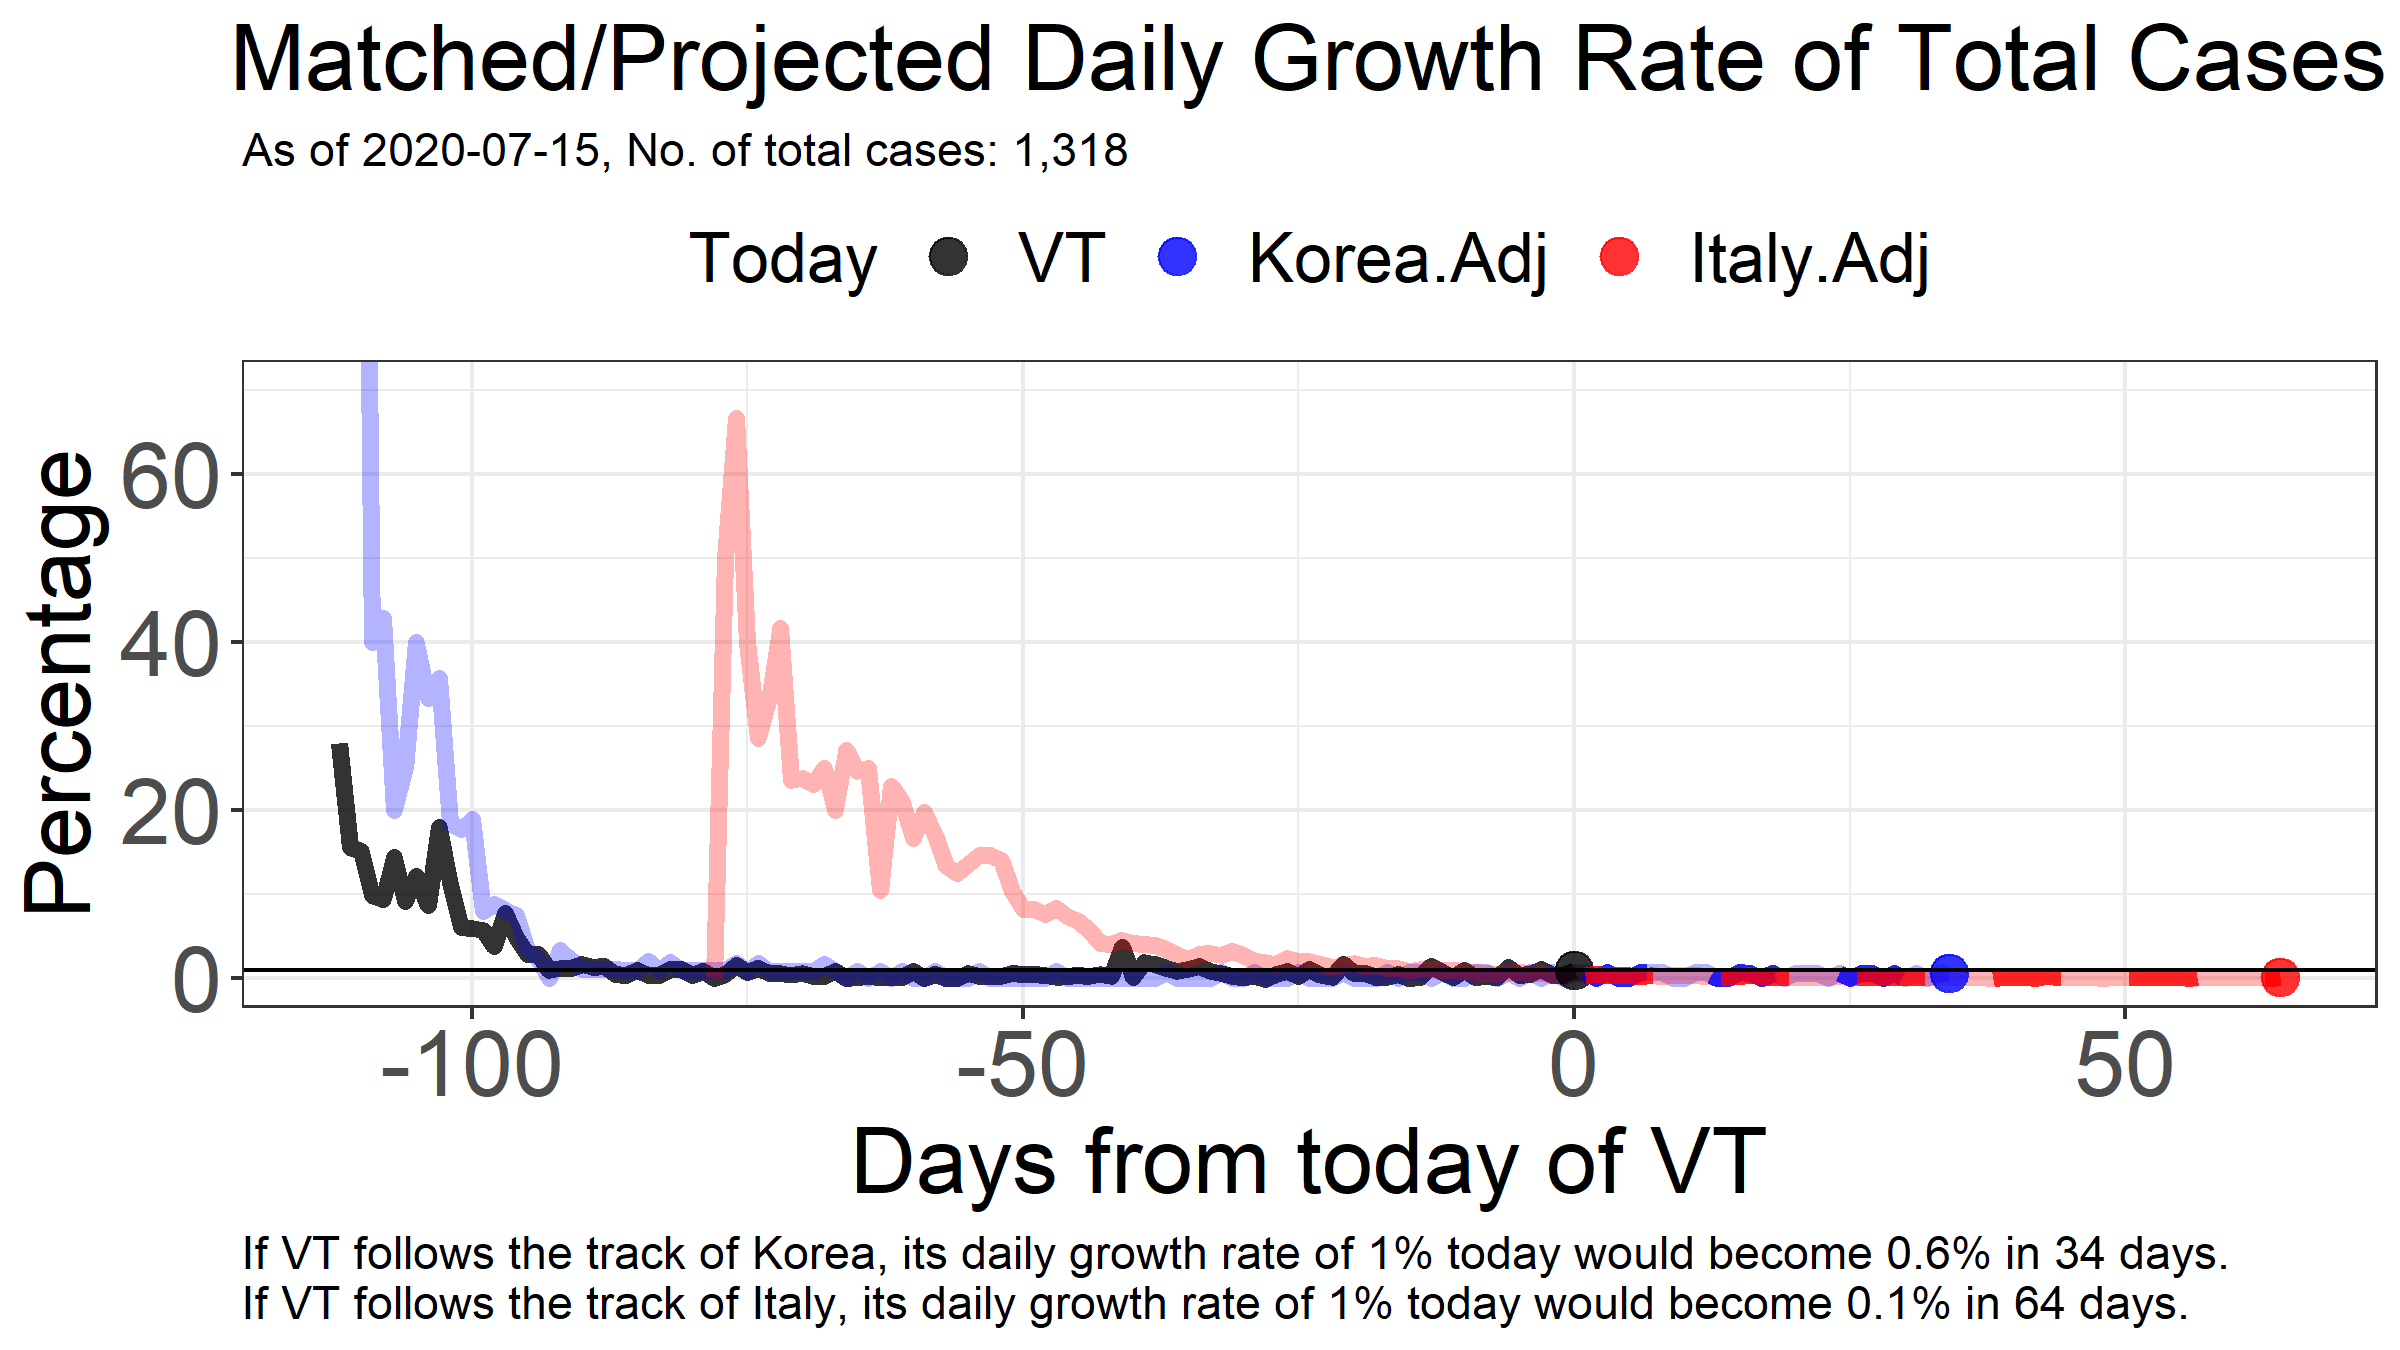 Matched/Projected Daily Growth Rate of Total Cases
As of 2020-07-15, No. of total cases: 1,318
Today VT Korea.Adj Italy.Adj
Percentage
60
40
20
0
-100 -50 0 50
Days from today of VT
If VT follows the track of Korea, its daily growth rate of 1% today would become 0.6% in 34 days.
If VT follows the track of Italy, its daily growth rate of 1% today would become 0.1% in 64 days.